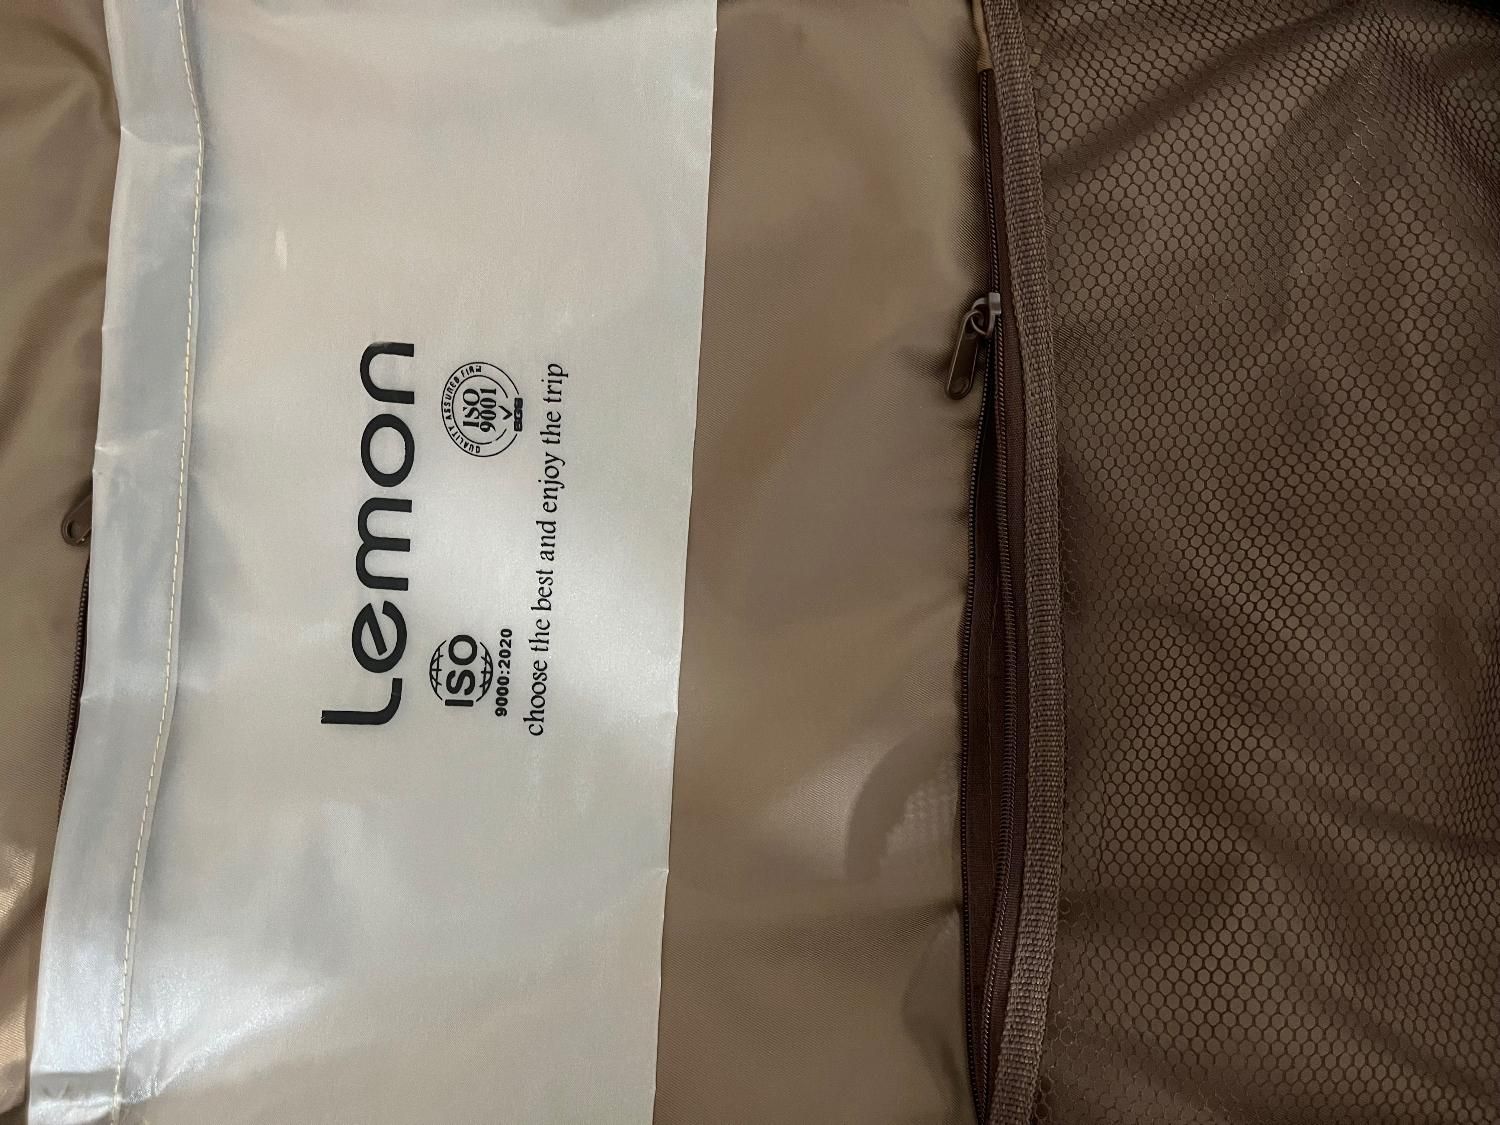 Lemon
ISO
9000:2020
QUALITY ASSURED FIRM
ISO
9001
choose the best and enjoy the trip